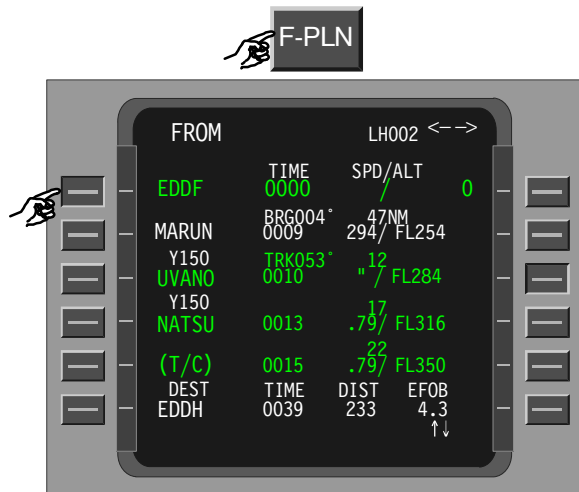 F-PLN
FROM LH002 <-->
TIME SPD/ALT
EDDF 0000 / 0
BRG004° 47NM
MARUN 0009 294/ FL254
Y150 TRK053° 12
UVANO 0010 "/ FL284
Y150 17
NATSU 0013 .79/ FL316
22
(T/C) 0015 .79/ FL350
DEST TIME DIST EFOB
EDDH 0039 233 4.3
↑↓